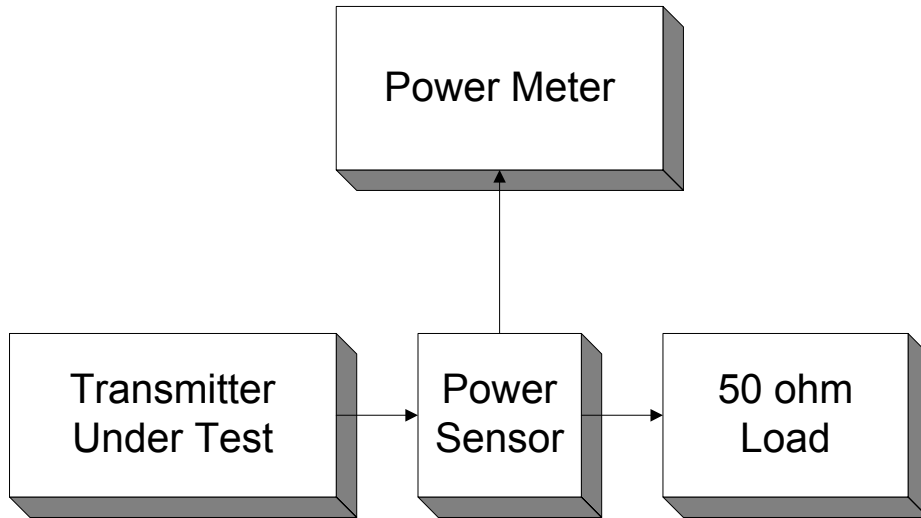 Power Meter
Transmitter
Under Test
Power
Sensor
50 ohm
Load